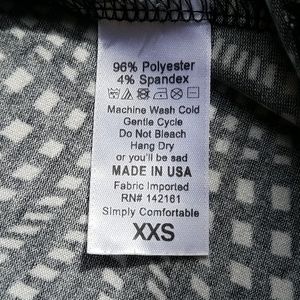 96% Polyester
4% Spandex
Machine Wash Cold
Gentle Cycle
Do Not Bleach
Hang Dry
or you'll be sad
MADE IN USA
Fabric Imported
RN# 142161
Simply Comfortable
XXS